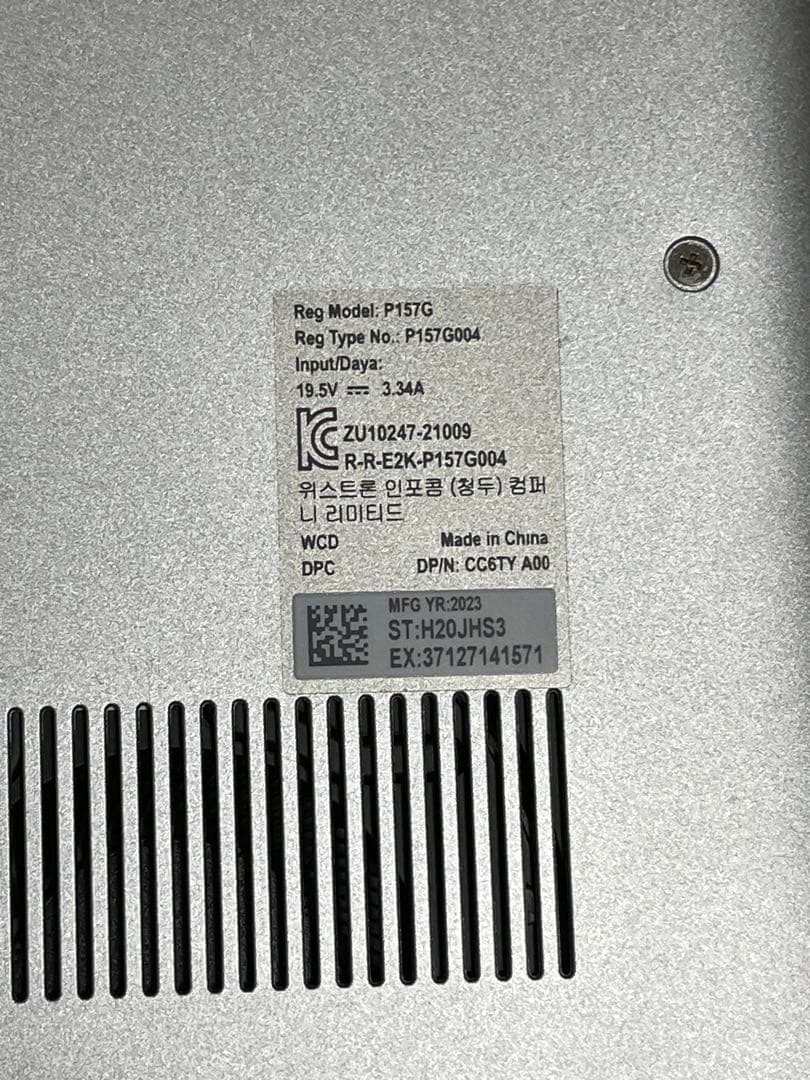 Reg Model: P157G
Reg Type No.: P157G004
Input/Daya:
19.5V ⎓ 3.34A
ZU10247-21009
R-R-E2K-P157G004
위스트론 인포콤 (청두) 컴퍼
니 리미티드
WCD Made in China
DPC DP/N: CC6TY A00
MFG YR:2023
ST:H20JHS3
EX:37127141571